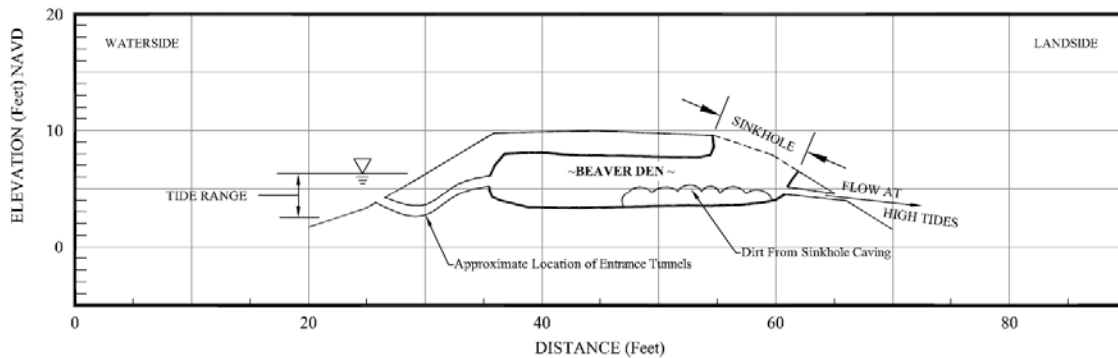 20
WATERSIDE
LANDSIDE
ELEVATION (Feet) NAVD
10
SINKHOLE
~BEAVER DEN~
TIDE RANGE
FLOW AT
HIGH TIDES
Dirt From Sinkhole Caving
0
Approximate Location of Entrance Tunnels
0 20 40 60 80
DISTANCE (Feet)